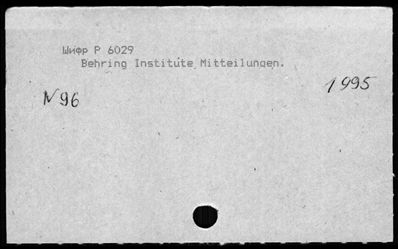 Шифр Р 6029
Behring Institute Mitteilungen.
1995
N 96